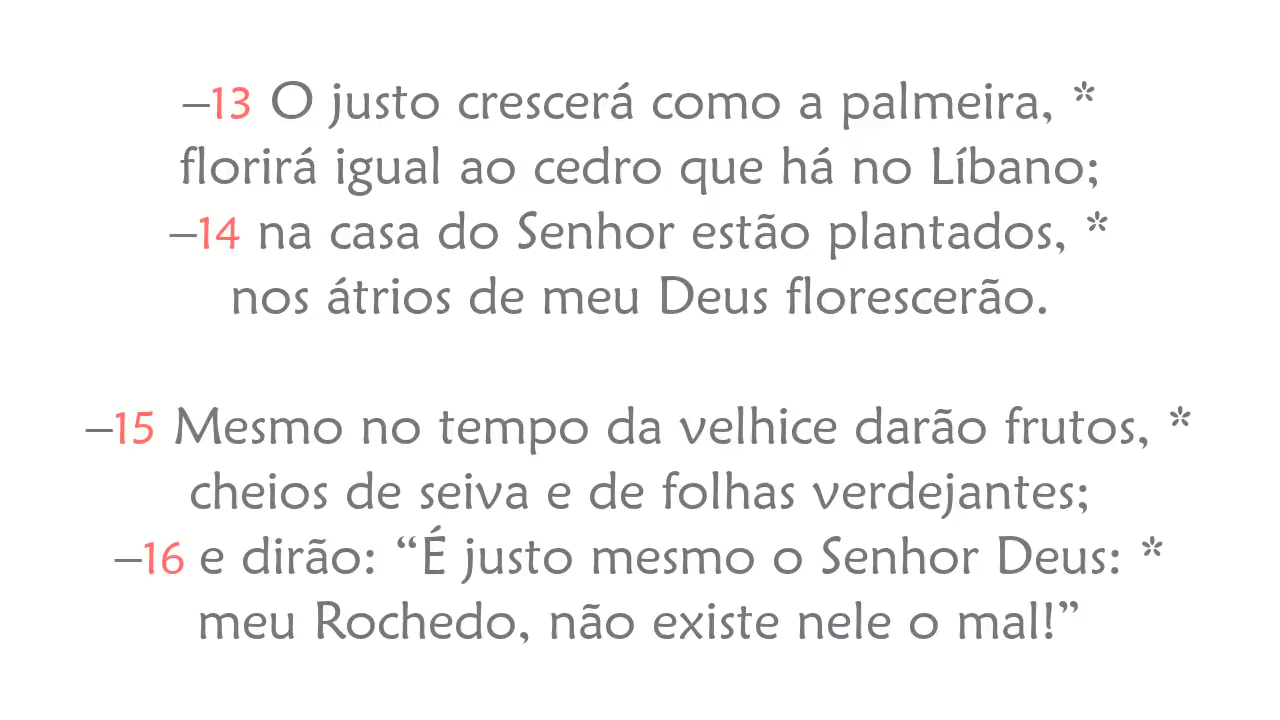 –13 O justo crescerá como a palmeira, *
florirá igual ao cedro que há no Líbano;
–14 na casa do Senhor estão plantados, *
nos átrios de meu Deus florescerão.
–15 Mesmo no tempo da velhice darão frutos, *
cheios de seiva e de folhas verdejantes;
–16 e dirão: “É justo mesmo o Senhor Deus: *
meu Rochedo, não existe nele o mal!”